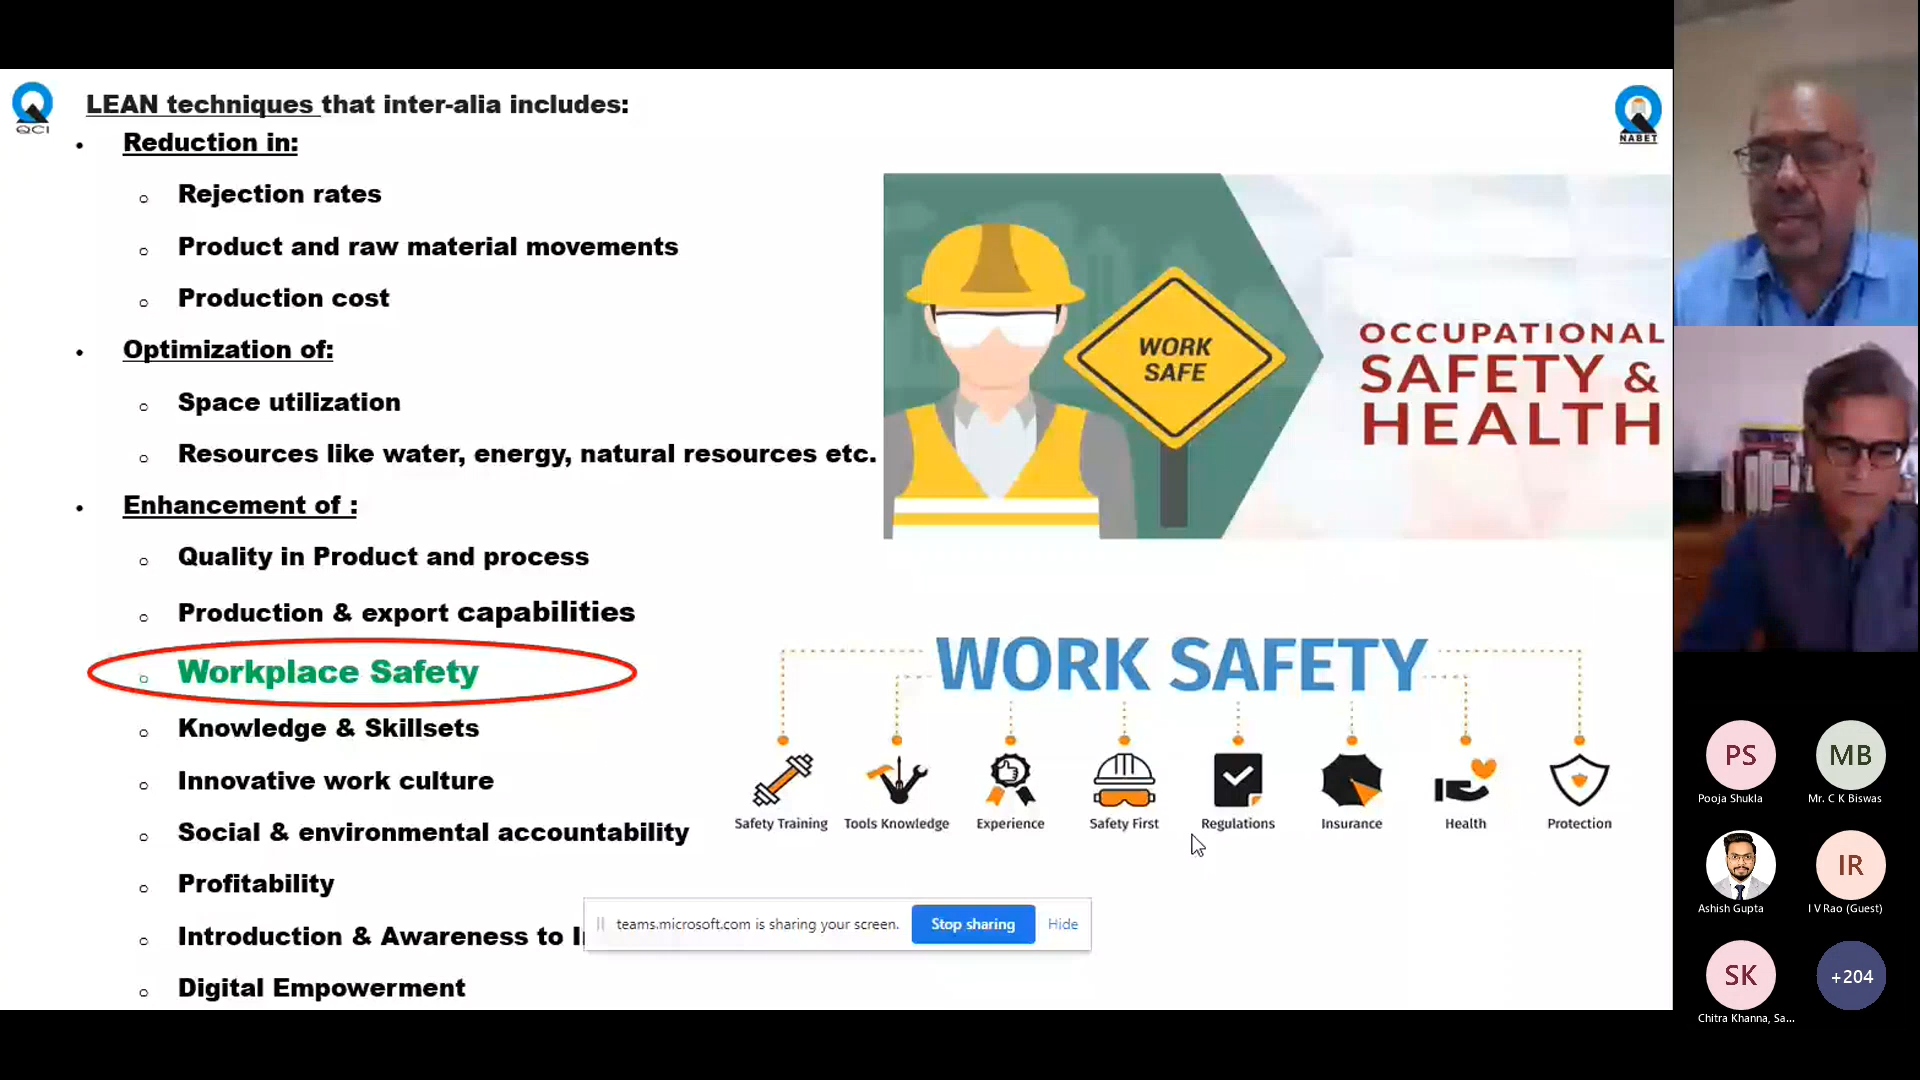 QCI
LEAN techniques that inter-alia includes:
NABET
Reduction in:
Rejection rates
Product and raw material movements
Production cost
Optimization of:
Space utilization
Resources like water, energy, natural resources etc.
Enhancement of :
Quality in Product and process
Production & export capabilities
Workplace Safety
Knowledge & Skillsets
Innovative work culture
Social & environmental accountability
Profitability
Introduction & Awareness to
Digital Empowerment
WORK
SAFE
OCCUPATIONAL
SAFETY &
HEALTH
WORK SAFETY
Safety Training
Tools Knowledge
Experience
Safety First
Regulations
Insurance
Health
Protection
teams.microsoft.com is sharing your screen.
Stop sharing
Hide
PS
Pooja Shukla
MB
Mr. C K Biswas
Ashish Gupta
IR
I V Rao (Guest)
SK
Chitra Khanna, Sa...
+204